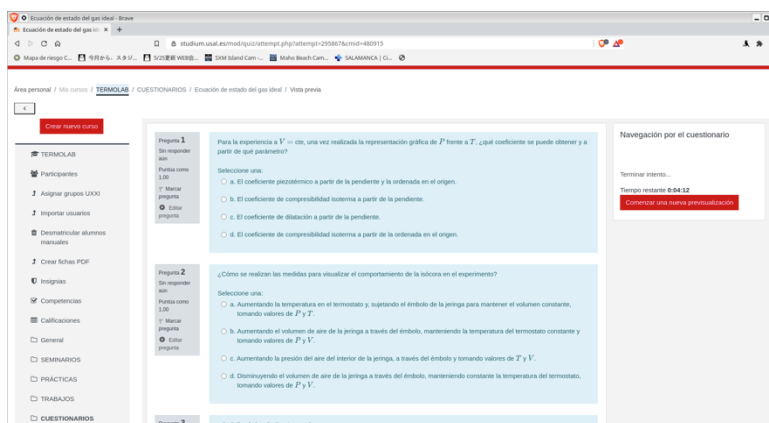 Ecuación de estado del gas ideal - Brave
Ecuación de estado del gas id
studium.usal.es/mod/quiz/attempt.php?attempt=295867&cmid=480915
Mapa de riesgo C...
5/25更新 WEB会...
SXM Island Cam -...
Maho Beach Cam...
SALAMANCA | Ci...
Área personal / Mis cursos / TERMOLAB / CUESTIONARIOS / Ecuación de estado del gas ideal / Vista previa
Crear nuevo curso
TERMOLAB
Participantes
Asignar grupos UXXI
Importar usuarios
Desmatricular alumnos
manuales
Crear fichas PDF
Insignias
Competencias
Calificaciones
General
SEMINARIOS
PRÁCTICAS
TRABAJOS
CUESTIONARIOS
Pregunta 1
Sin responder
aún
Puntúa como
1,00
Marcar
pregunta
Editar
pregunta
Para la experiencia a V = cte, una vez realizada la representación gráfica de P frente a T, ¿qué coeficiente se puede obtener y a
partir de qué parámetro?
Seleccione una:
a. El coeficiente piezotérmico a partir de la pendiente y la ordenada en el origen.
b. El coeficiente de compresibilidad isoterma a partir de la pendiente.
c. El coeficiente de dilatación a partir de la pendiente.
d. El coeficiente de compresibilidad isoterma a partir de la ordenada en el origen.
Pregunta 2
Sin responder
aún
Puntúa como
1,00
Marcar
pregunta
Editar
pregunta
¿Cómo se realizan las medidas para visualizar el comportamiento de la isócora en el experimento?
Seleccione una:
a. Aumentando la temperatura en el termostato y, sujetando el émbolo de la jeringa para mantener el volumen constante,
tomando valores de P y T.
b. Aumentando el volumen de aire de la jeringa a través del émbolo, manteniendo la temperatura del termostato constante y
tomando valores de P y V.
c. Aumentando la presión del aire del interior de la jeringa, a través del émbolo y tomando valores de T y V.
d. Disminuyendo el volumen de aire de la jeringa a través del émbolo, manteniendo constante la temperatura del termostato,
tomando valores de P y V.
Pregunta 3
Navegación por el cuestionario
Terminar intento...
Tiempo restante 0:04:12
Comenzar una nueva previsualización